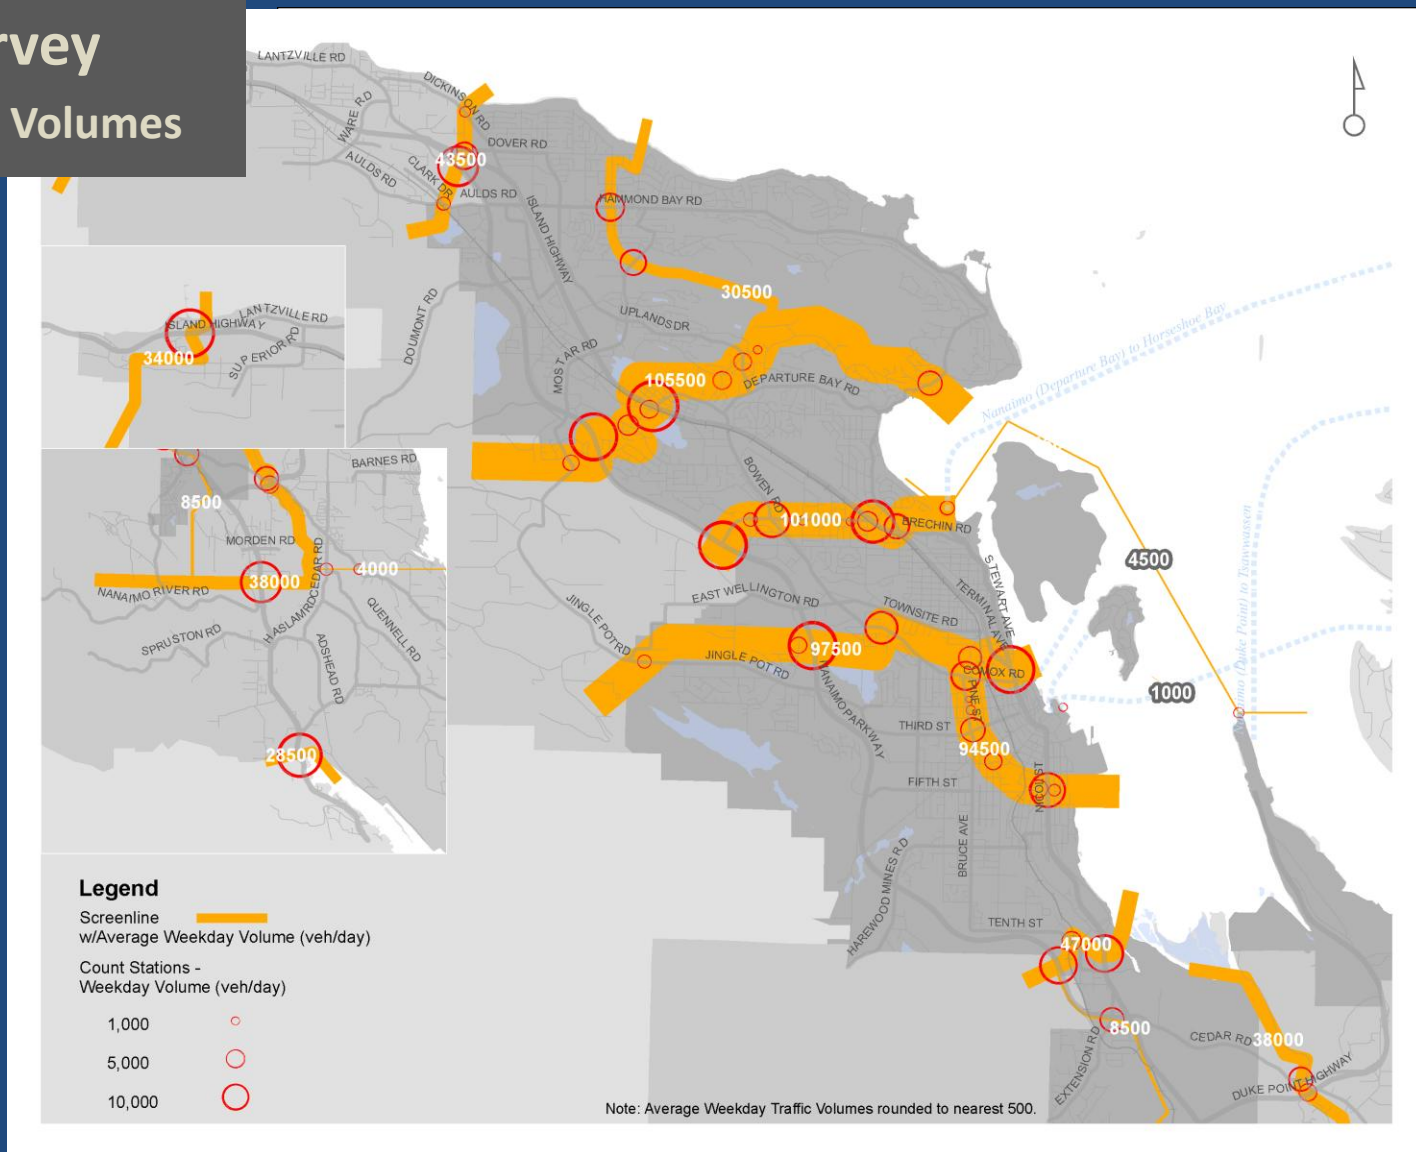 rvey
Volumes
LANTZVILLE RD
DICKINSON RD
WARE RD
DOVER RD
43500
AULDS RD
CLARK DR
AULDS RD
HAMMOND BAY RD
ISLAND HIGHWAY
30500
UPLANDS DR
DOUMONT RD
MOSTAR RD
105500
DEPARTURE BAY RD
Nanaimo (Departure Bay) to Horseshoe Bay
LANTZVILLE RD
ISLAND HIGHWAY
SUPERIOR RD
34000
BARNES RD
8500
MORDEN RD
CEDAR RD
38000
4000
NANAIMO RIVER RD
HASLAM RD
QUENNELL RD
SPRUSTON RD
ADSHEAD RD
28500
BOWEN RD
101000
BRECHIN RD
STEWART AVE
TERMINAL AVE
4500
Nanaimo (Duke Point) to Tsawwassen
EAST WELLINGTON RD
TOWNSITE RD
JINGLE POT RD
97500
JINGLE POT RD
COMOX RD
PINE ST
1000
NANAIMO PARKWAY
THIRD ST
94500
FIFTH ST
NICOL ST
BRUCE AVE
HAREWOOD MINES RD
TENTH ST
47000
8500
EXTENSION RD
CEDAR RD
38000
DUKE POINT HIGHWAY
Legend
Screenline
w/Average Weekday Volume (veh/day)
Count Stations -
Weekday Volume (veh/day)
1,000
5,000
10,000
Note: Average Weekday Traffic Volumes rounded to nearest 500.